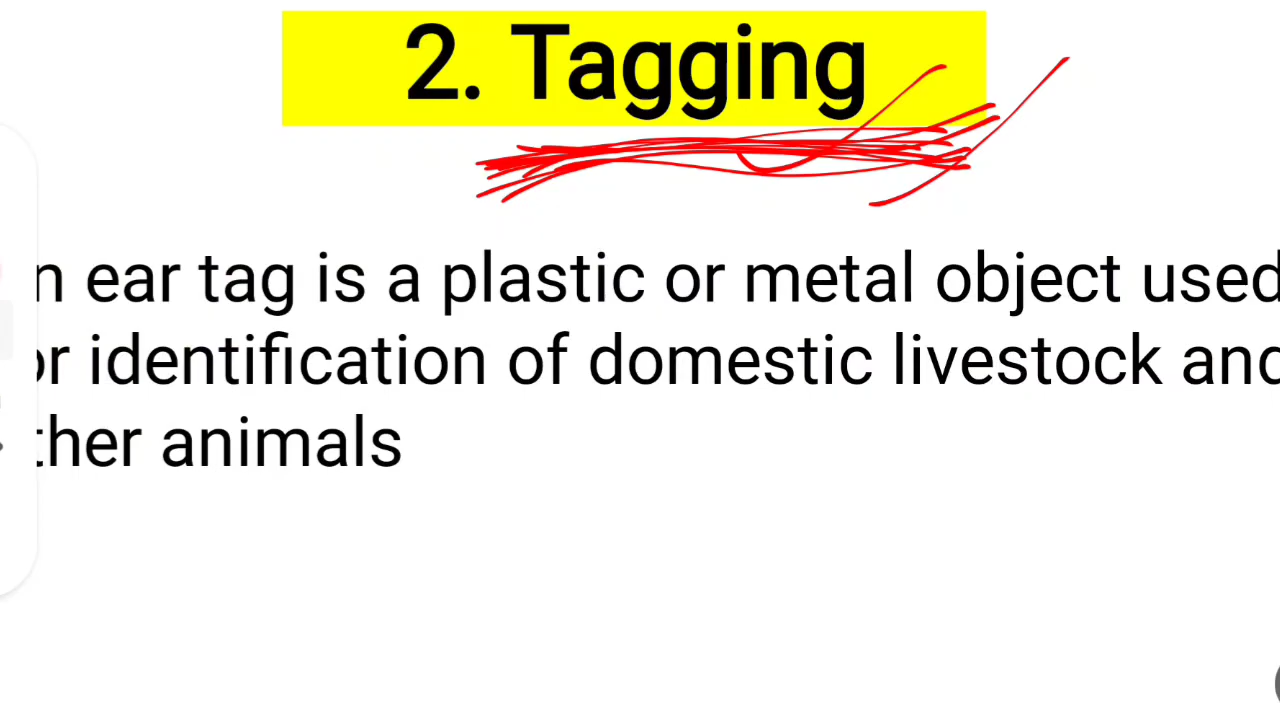 2. Tagging
n ear tag is a plastic or metal object used
or identification of domestic livestock and
ther animals